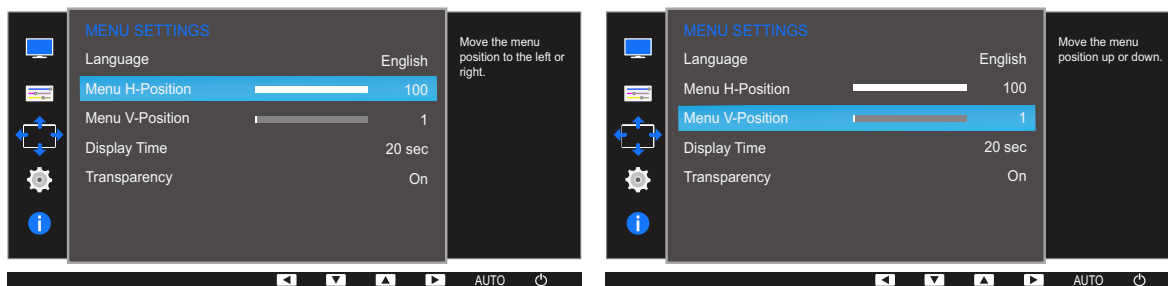 MENU SETTINGS
Language English
Menu H-Position 100
Menu V-Position 1
Display Time 20 sec
Transparency On
Move the menu
position to the left or
right.
AUTO
MENU SETTINGS
Language English
Menu H-Position 100
Menu V-Position 1
Display Time 20 sec
Transparency On
Move the menu
position up or down.
AUTO